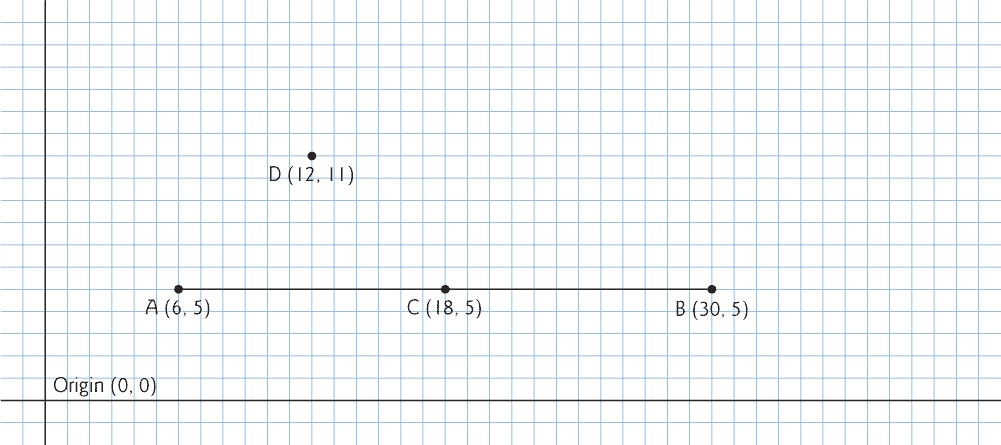 D (12, 11)
A (6, 5)
C (18, 5)
B (30, 5)
Origin (0, 0)